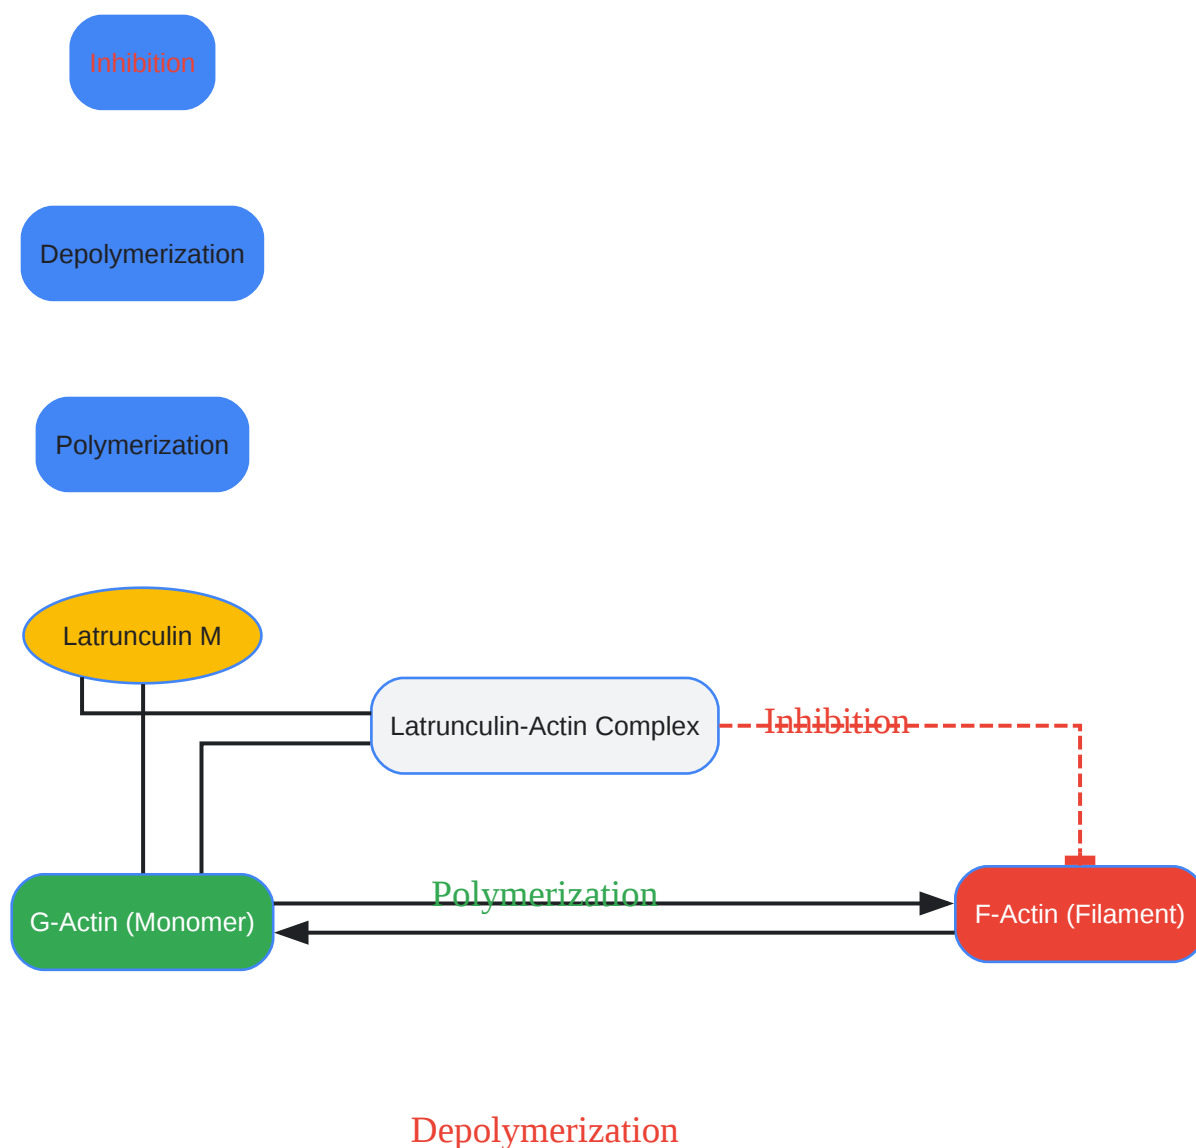 Inhibition
Depolymerization
Polymerization
Latrunculin M
Latrunculin-Actin Complex
Inhibition
Polymerization
G-Actin (Monomer)
F-Actin (Filament)
Depolymerization